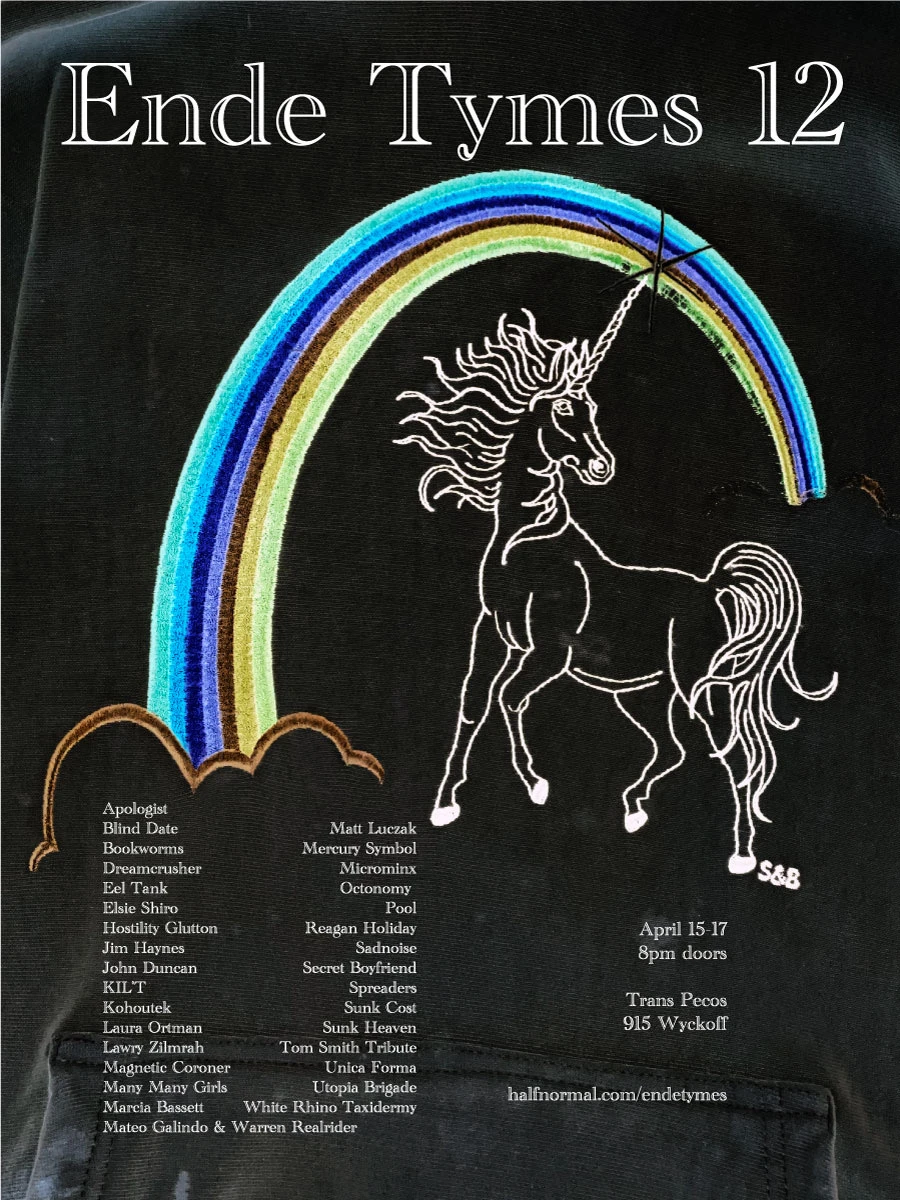 Ende Tymes 12
S&B
Apologist
Blind Date
Bookworms
Dreamcrusher
Eel Tank
Elsie Shiro
Hostility Glutton
Jim Haynes
John Duncan
KILT
Kohoutek
Laura Ortman
Lawry Zilmrah
Magnetic Coroner
Many Many Girls
Marcia Bassett
Mateo Galindo & Warren Realrider
Matt Luczak
Mercury Symbol
Microminx
Octonomy
Pool
Reagan Holiday
Sadnoise
Secret Boyfriend
Spreaders
Sunk Cost
Sunk Heaven
Tom Smith Tribute
Unica Forma
Utopia Brigade
White Rhino Taxidermy
April 15-17
8pm doors
Trans Pecos
915 Wyckoff
halfnormal.com/endetymes